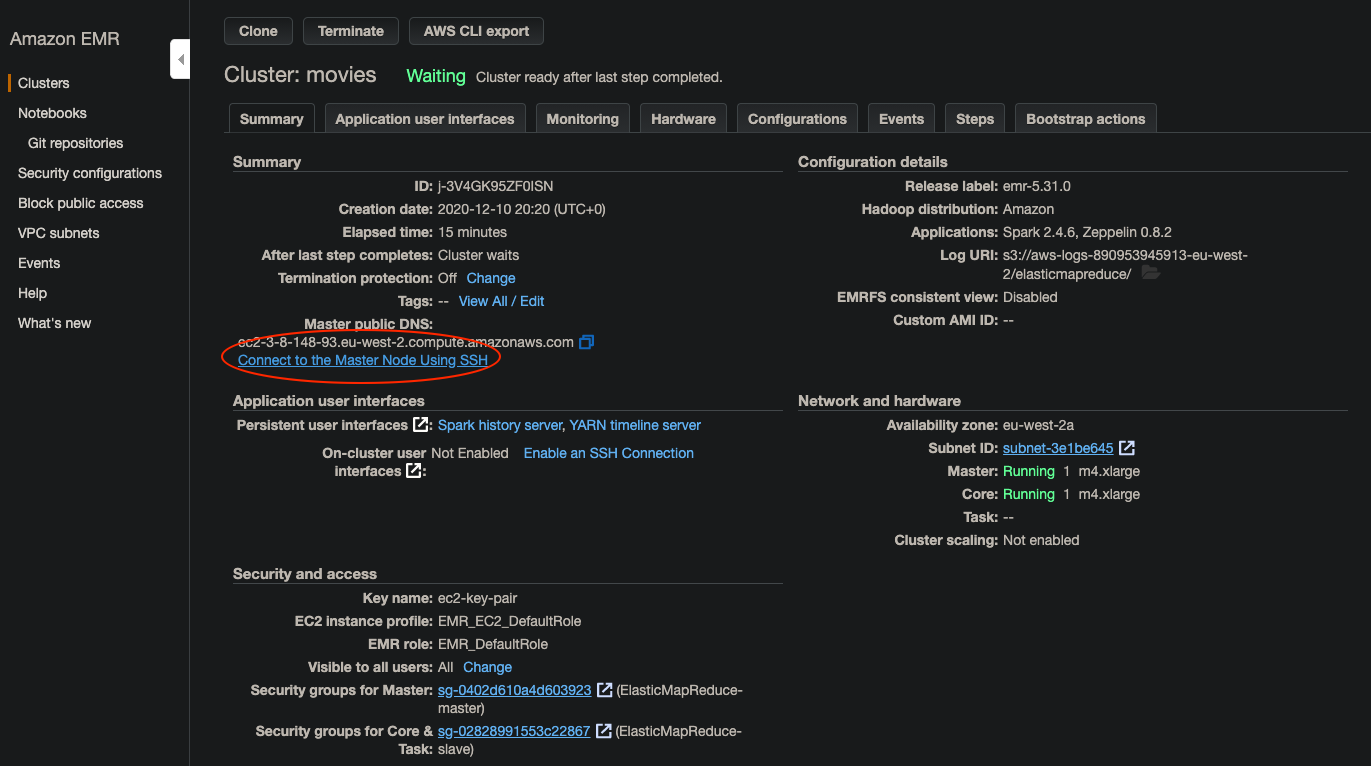 Amazon EMR
Clusters
Notebooks
Git repositories
Security configurations
Block public access
VPC subnets
Events
Help
What's new
Clone Terminate AWS CLI export
Cluster: movies Waiting Cluster ready after last step completed.
Summary Application user interfaces Monitoring Hardware Configurations Events Steps Bootstrap actions
Summary
ID: j-3V4GK95ZF0ISN
Creation date: 2020-12-10 20:20 (UTC+0)
Elapsed time: 15 minutes
After last step completes: Cluster waits
Termination protection: Off Change
Tags: -- View All / Edit
Master public DNS:
ec2-3-8-148-93.eu-west-2.compute.amazonaws.com
Connect to the Master Node Using SSH
Configuration details
Release label: emr-5.31.0
Hadoop distribution: Amazon
Applications: Spark 2.4.6, Zeppelin 0.8.2
Log URI: s3://aws-logs-890953945913-eu-west-
2/elasticmapreduce/
EMRFS consistent view: Disabled
Custom AMI ID: --
Application user interfaces
Persistent user interfaces : Spark history server, YARN timeline server
On-cluster user Not Enabled Enable an SSH Connection
interfaces :
Network and hardware
Availability zone: eu-west-2a
Subnet ID: subnet-3e1be645
Master: Running 1 m4.xlarge
Core: Running 1 m4.xlarge
Task: --
Cluster scaling: Not enabled
Security and access
Key name: ec2-key-pair
EC2 instance profile: EMR_EC2_DefaultRole
EMR role: EMR_DefaultRole
Visible to all users: All Change
Security groups for Master: sg-0402d610a4d603923 (ElasticMapReduce-
master)
Security groups for Core & sg-02828991553c22867 (ElasticMapReduce-
Task: slave)